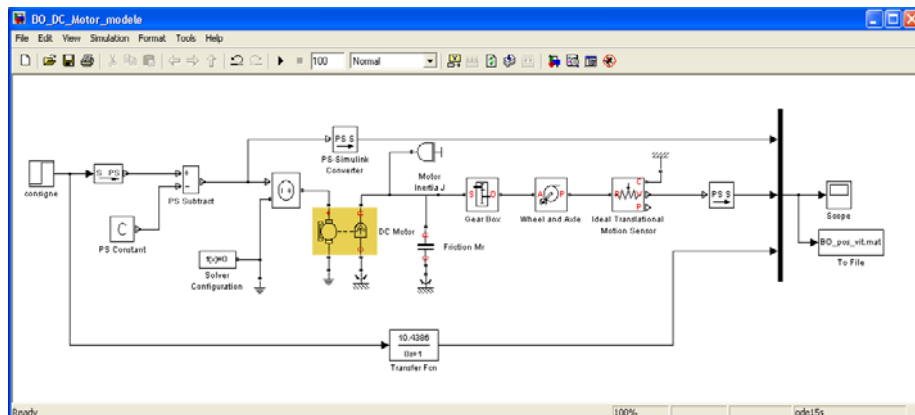 BO_DC_Motor_modele
File Edit View Simulation Format Tools Help
100 Normal
consigne
S PS
PS Subtract
C
PS Constant
f(x)=0
Solver
Configuration
PS S
PS-Simulink
Converter
Motor
Inertia J
DC Motor
Friction Mr
S O
Gear Box
A P
Wheel and Axle
R C V P
Ideal Translational
Motion Sensor
PS S
Scope
BO_pos_vit.mat
To File
10.4386
Transfer Fcn
Ready 100% ode15s